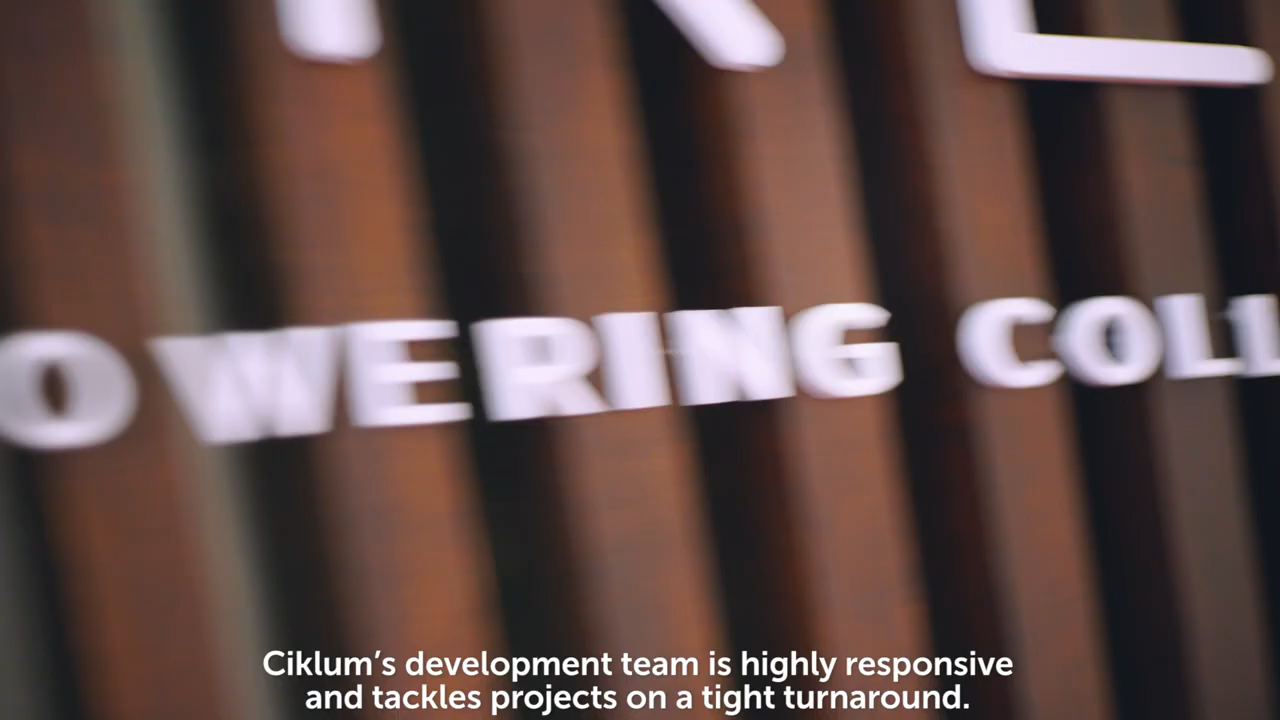 OWERING COLL
Ciklum's development team is highly responsive
and tackles projects on a tight turnaround.